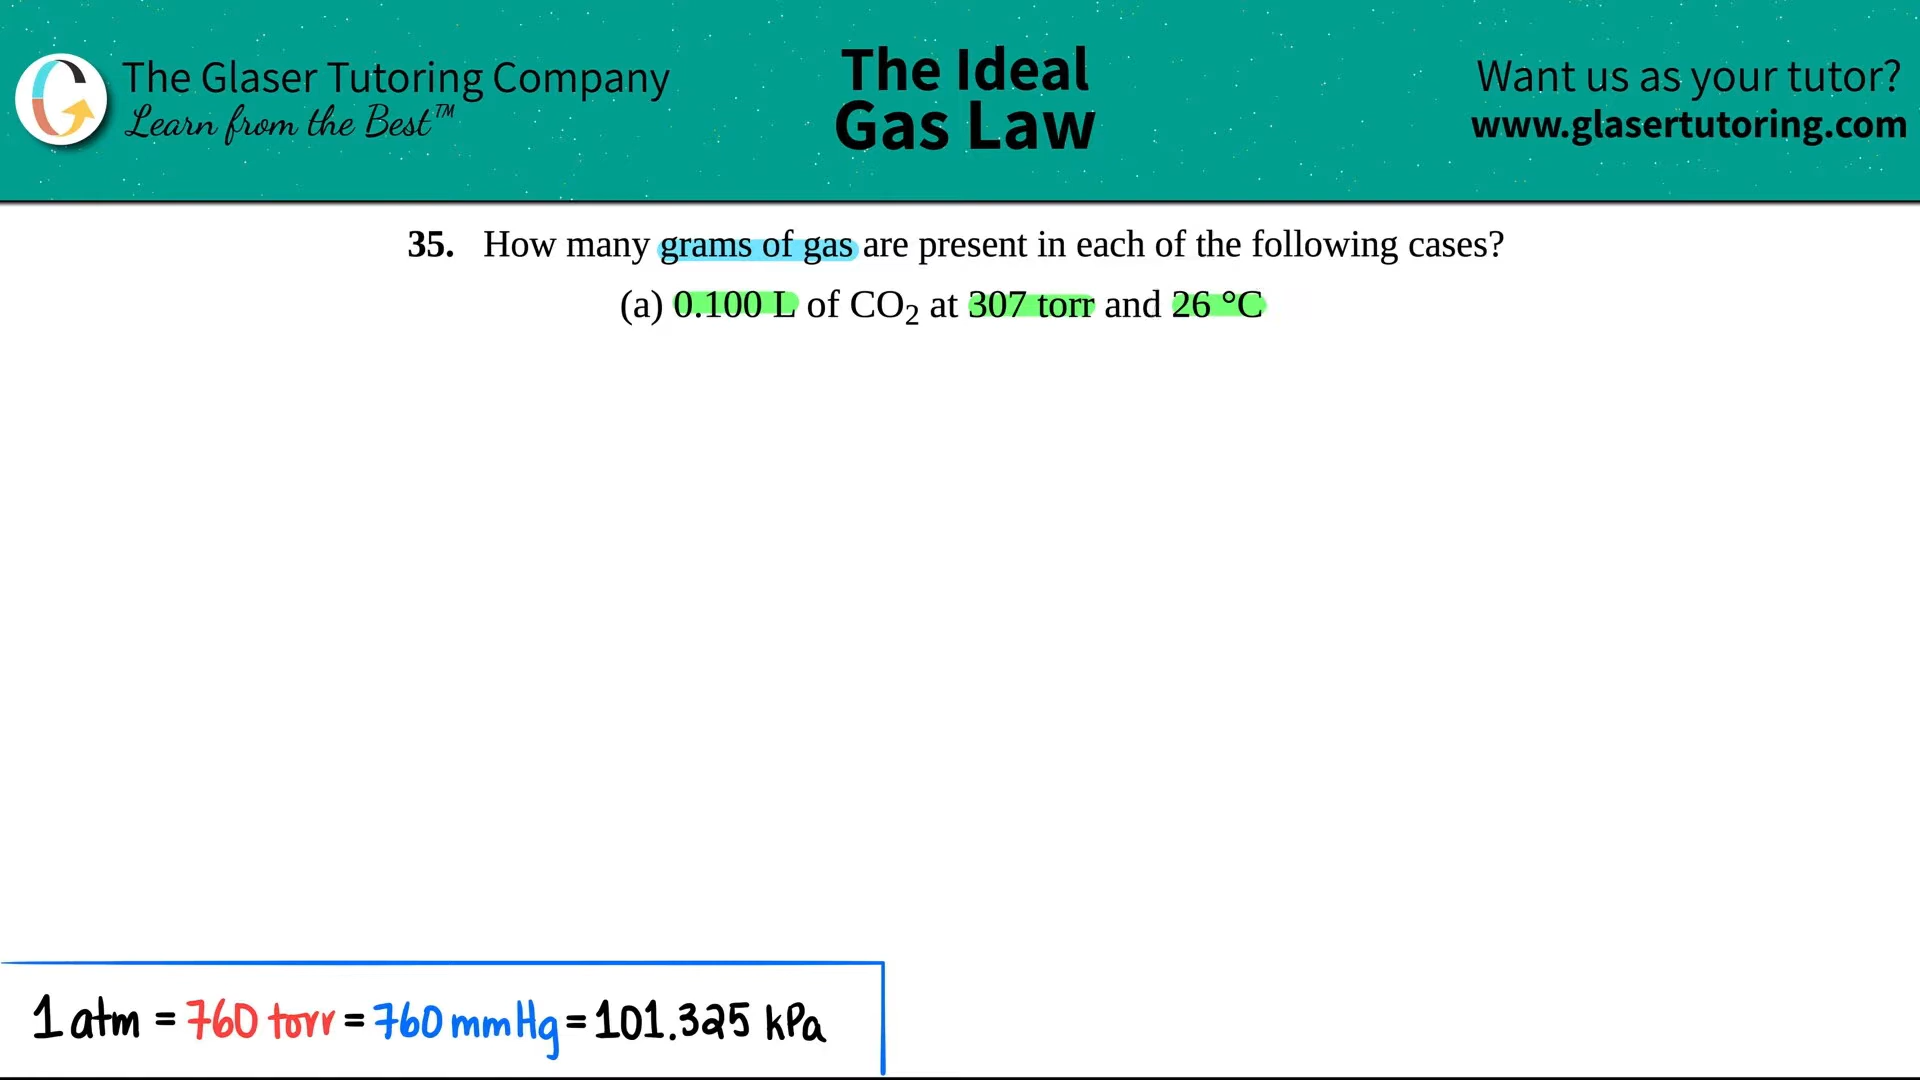 The Glaser Tutoring Company
Learn from the Best™
The Ideal
Gas Law
Want us as your tutor?
www.glasertutoring.com
35. How many grams of gas are present in each of the following cases?
(a) 0.100 L of CO₂ at 307 torr and 26 °C
1 atm = 760 torr = 760 mmHg = 101.325 kPa